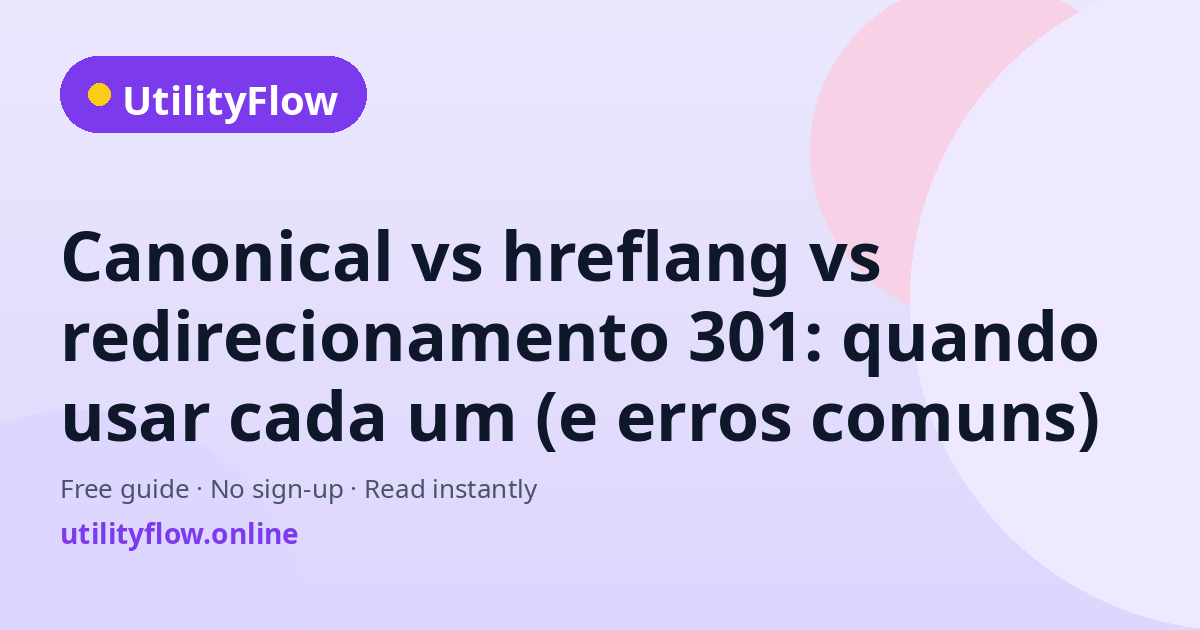 UtilityFlow
Canonical vs hreflang vs
redirecionamento 301: quando
usar cada um (e erros comuns)
Free guide · No sign-up · Read instantly
utilityflow.online